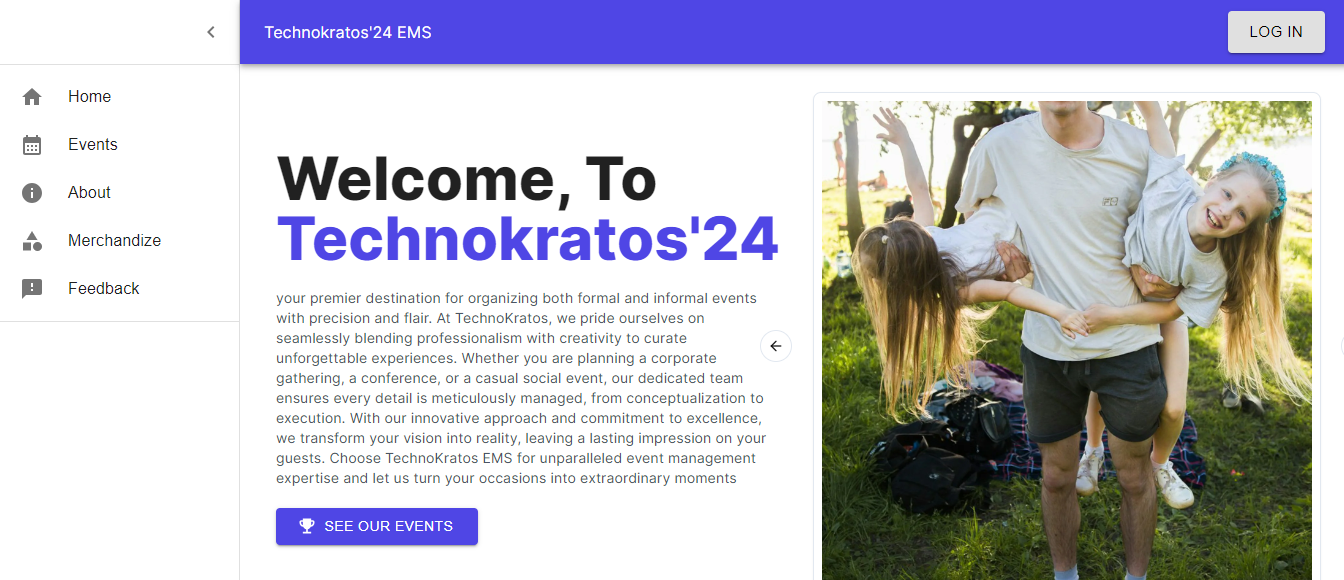 Technokratos'24 EMS
LOG IN
Home
Events
About
Merchandize
Feedback
Welcome, To
Technokratos'24
your premier destination for organizing both formal and informal events
with precision and flair. At TechnoKratos, we pride ourselves on
seamlessly blending professionalism with creativity to curate
unforgettable experiences. Whether you are planning a corporate
gathering, a conference, or a casual social event, our dedicated team
ensures every detail is meticulously managed, from conceptualization to
execution. With our innovative approach and commitment to excellence,
we transform your vision into reality, leaving a lasting impression on your
guests. Choose TechnoKratos EMS for unparalleled event management
expertise and let us turn your occasions into extraordinary moments
SEE OUR EVENTS